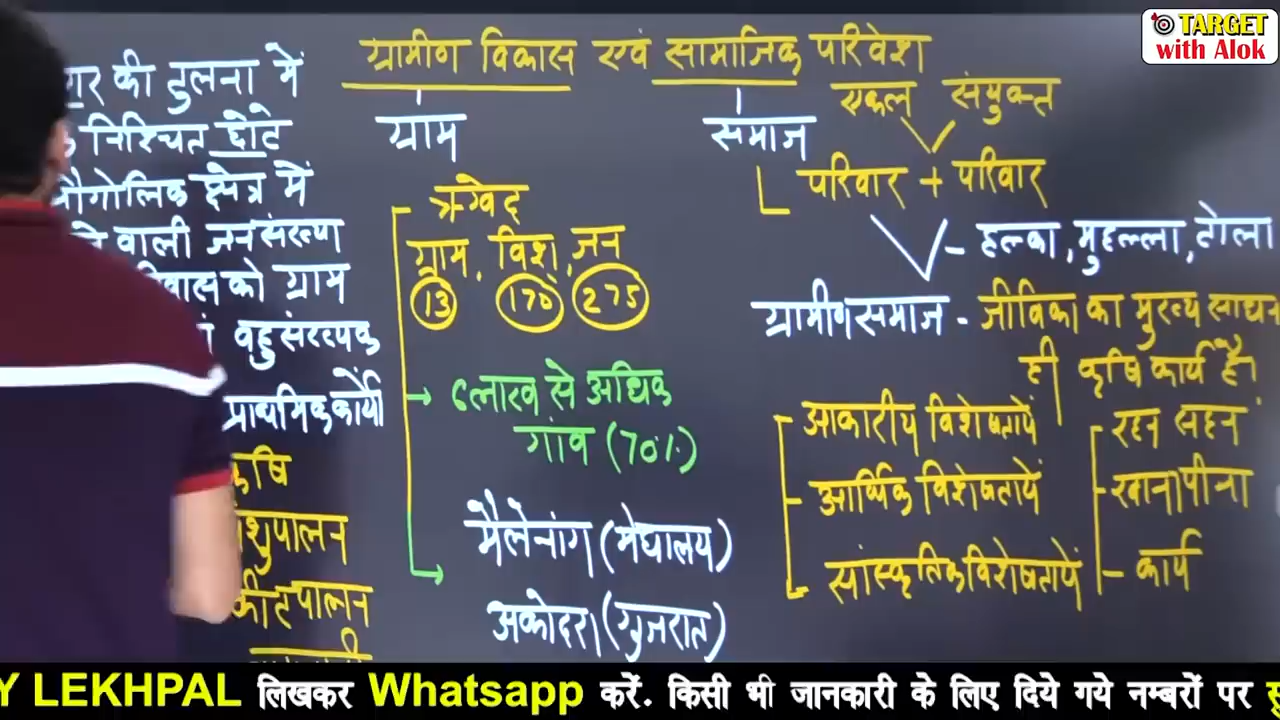 TARGET
with Alok
ग्रामीण विकास एवं सामाजिक परिवेश
की तुलना में
निश्चित छोटे
भौगोलिक क्षेत्र में
वाली जनसंख्या
को ग्राम
बहुसंख्यक
प्राथमिक कार्यों
कृषि
पशुपालन
कीटपालन
ग्राम
ऋग्वेद
ग्राम, विश, जन
13 170 275
6 लाख से अधिक
गांव (70%)
मैलेनांग (मेघालय)
अकोदरा (गुजरात)
समाज
एकल संयुक्त
परिवार + परिवार
- हल्का, मुहल्ला, टोला
ग्रामीण समाज - जीविका का मुख्य साधन
ही कृषि कार्य है।
आकारीय विशेषतायें
आर्थिक विशेषतायें
सांस्कृतिक विशेषतायें
रहन सहन
खाना पीना
कार्य
Y LEKHPAL लिखकर Whatsapp करें. किसी भी जानकारी के लिए दिये गये नम्बरों पर